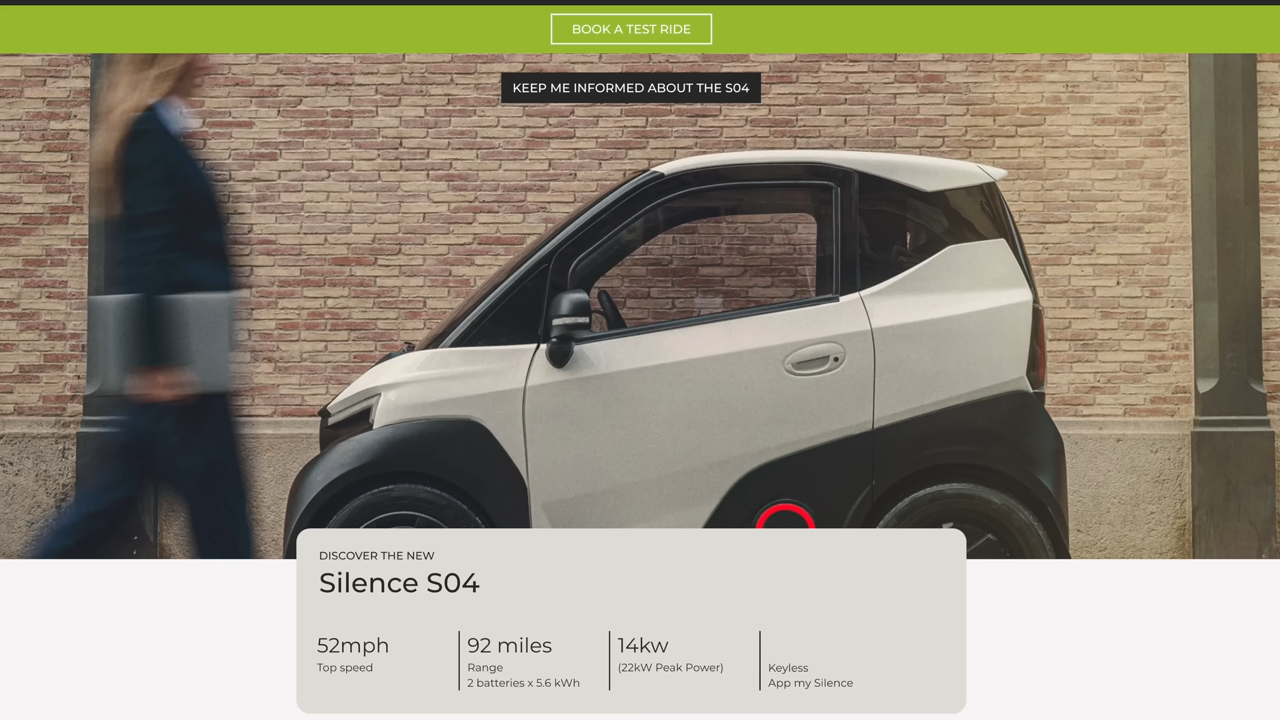 BOOK A TEST RIDE
KEEP ME INFORMED ABOUT THE S04
DISCOVER THE NEW
Silence S04
52mph
Top speed
92 miles
Range
2 batteries x 5.6 kWh
14kw
(22kW Peak Power)
Keyless
App my Silence